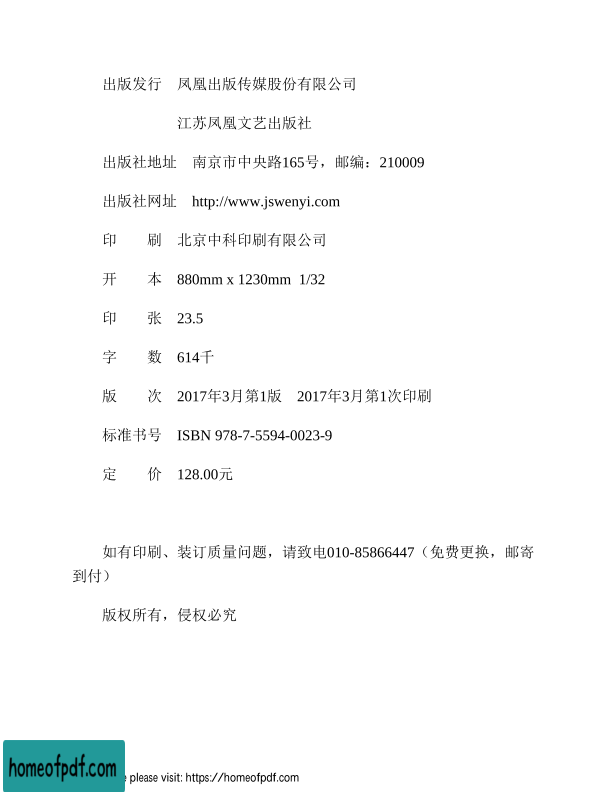 出版发行　凤凰出版传媒股份有限公司
江苏凤凰文艺出版社
出版社地址　南京市中央路165号，邮编：210009
出版社网址　http://www.jswenyi.com
印　　刷　北京中科印刷有限公司
开　　本　880mm x 1230mm 1/32
印　　张　23.5
字　　数　614千
版　　次　2017年3月第1版　2017年3月第1次印刷
标准书号　ISBN 978-7-5594-0023-9
定　　价　128.00元
如有印刷、装订质量问题，请致电010-85866447（免费更换，邮寄
到付）
版权所有，侵权必究
homeofpdf.com
please visit: https://homeofpdf.com